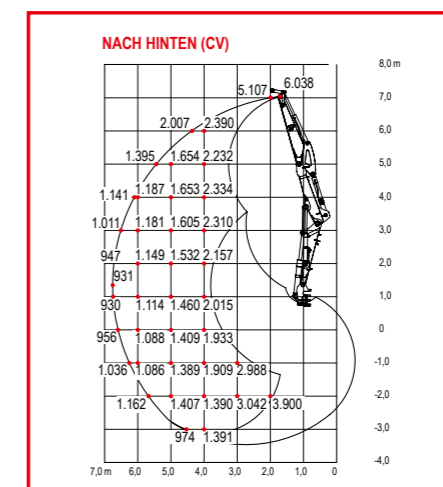 NACH HINTEN (CV)
8,0 m
6.038
5.107
7,0
2.007 2.390
6,0
1.395 1.654 2.232
5,0
1.141 1.187 1.653 2.334
4,0
1.011 1.181 1.605 2.310
3,0
947 1.149 1.532 2.157
2,0
931
930 1.114 1.460 2.015
1,0
956 1.088 1.409 1.933
0
1.036 1.086 1.389 1.909 2.988
-1,0
1.162 1.407 1.390 3.042 3.900
-2,0
974 1.391
-3,0
-4,0
7,0 m 6,0 5,0 4,0 3,0 2,0 1,0 0